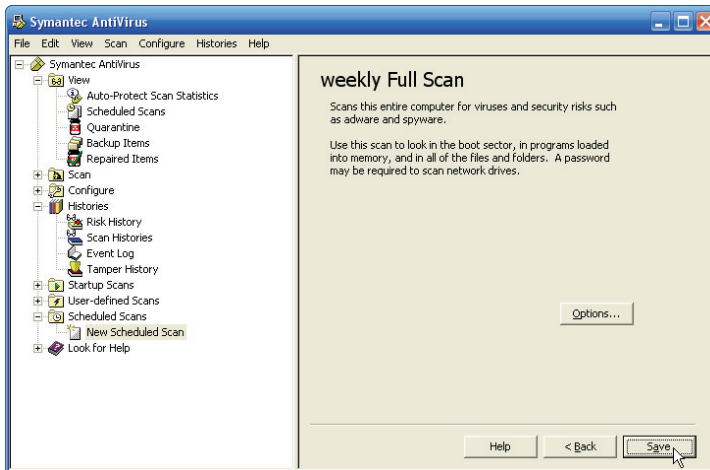 Symantec AntiVirus
File Edit View Scan Configure Histories Help
Symantec AntiVirus
View
Auto-Protect Scan Statistics
Scheduled Scans
Quarantine
Backup Items
Repaired Items
Scan
Configure
Histories
Risk History
Scan Histories
Event Log
Tamper History
Startup Scans
User-defined Scans
Scheduled Scans
New Scheduled Scan
Look for Help
weekly Full Scan
Scans this entire computer for viruses and security risks such
as adware and spyware.
Use this scan to look in the boot sector, in programs loaded
into memory, and in all of the files and folders. A password
may be required to scan network drives.
Options...
Help
< Back
Save